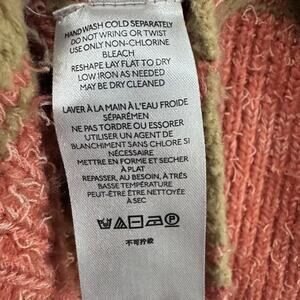 HAND WASH COLD SEPARATELY
DO NOT WRING OR TWIST
USE ONLY NON-CHLORINE
BLEACH
RESHAPE LAY FLAT TO DRY
LOW IRON AS NEEDED
MAY BE DRY CLEANED
LAVER À LA MAIN À L'EAU FROIDE
SÉPARÉMEN
NE PAS TORDRE OU ESSORER
UTILISER UN AGENT DE
BLANCHIMENT SANS CHLORE SI
NÉCESSAIRE
METTRE EN FORME ET SECHER
À PLAT
REPASSER, AU BESOIN, À TRÈS
BASSE TEMPÉRATURE
PEUT-ÊTRE ÊTRE NETTOYÉE
À SEC
不可拧绞